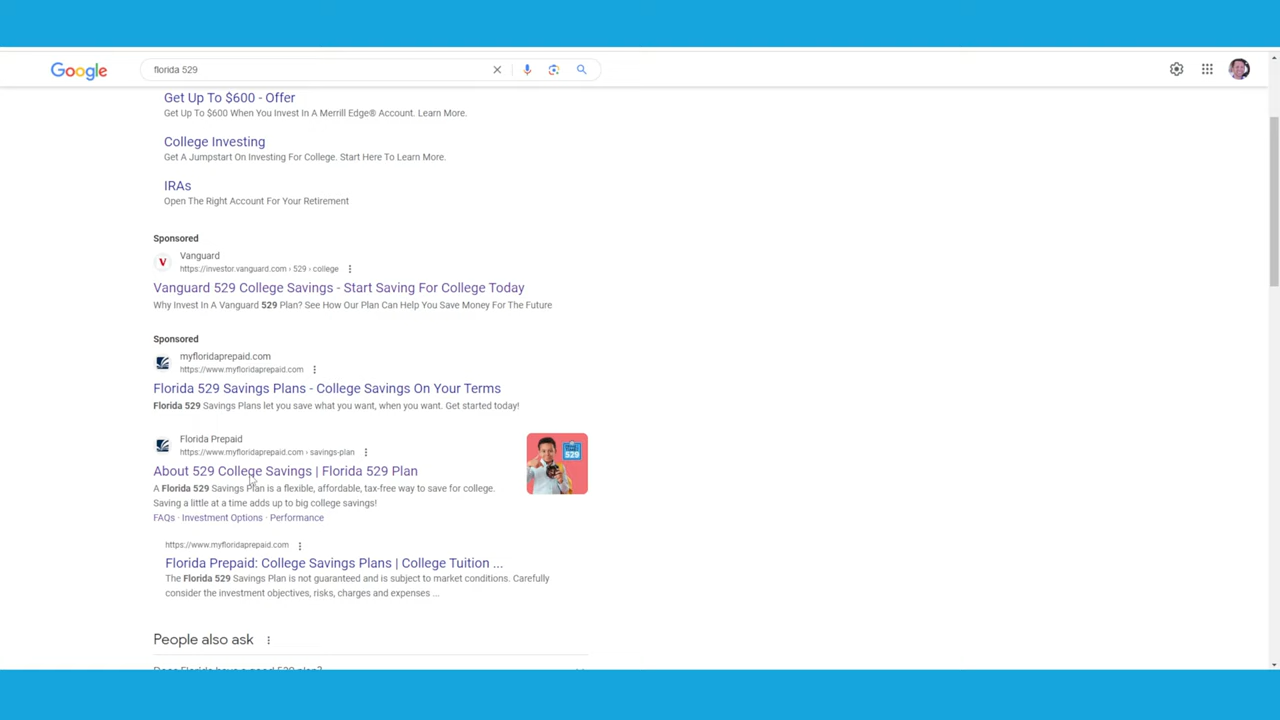 Google
florida 529
Get Up To $600 - Offer
Get Up To $600 When You Invest In A Merrill Edge® Account. Learn More.
College Investing
Get A Jumpstart On Investing For College. Start Here To Learn More.
IRAs
Open The Right Account For Your Retirement
Sponsored
V
Vanguard
https://investor.vanguard.com › 529 › college
Vanguard 529 College Savings - Start Saving For College Today
Why Invest In A Vanguard 529 Plan? See How Our Plan Can Help You Save Money For The Future
Sponsored
myfloridaprepaid.com
https://www.myfloridaprepaid.com
Florida 529 Savings Plans - College Savings On Your Terms
Florida 529 Savings Plans let you save what you want, when you want. Get started today!
Florida Prepaid
https://www.myfloridaprepaid.com › savings-plan
About 529 College Savings | Florida 529 Plan
A Florida 529 Savings Plan is a flexible, affordable, tax-free way to save for college.
Saving a little at a time adds up to big college savings!
FAQs · Investment Options · Performance
529
https://www.myfloridaprepaid.com
Florida Prepaid: College Savings Plans | College Tuition ...
The Florida 529 Savings Plan is not guaranteed and is subject to market conditions. Carefully
consider the investment objectives, risks, charges and expenses ...
People also ask
Does Florida have a good 529 plan?